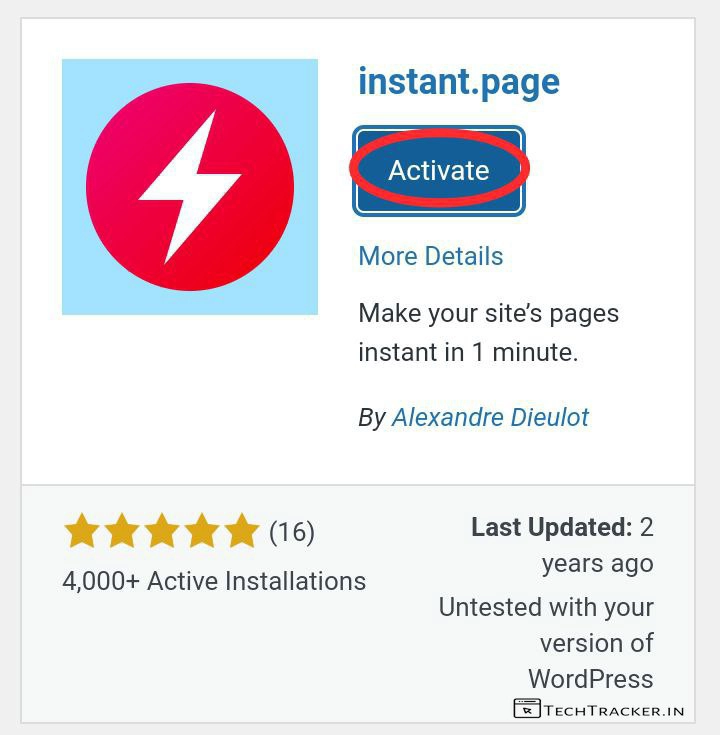 instant.page
Activate
More Details
Make your site’s pages
instant in 1 minute.
By Alexandre Dieulot
(16)
4,000+ Active Installations
Last Updated: 2
years ago
Untested with your
version of
WordPress
TECHTRACKER.IN